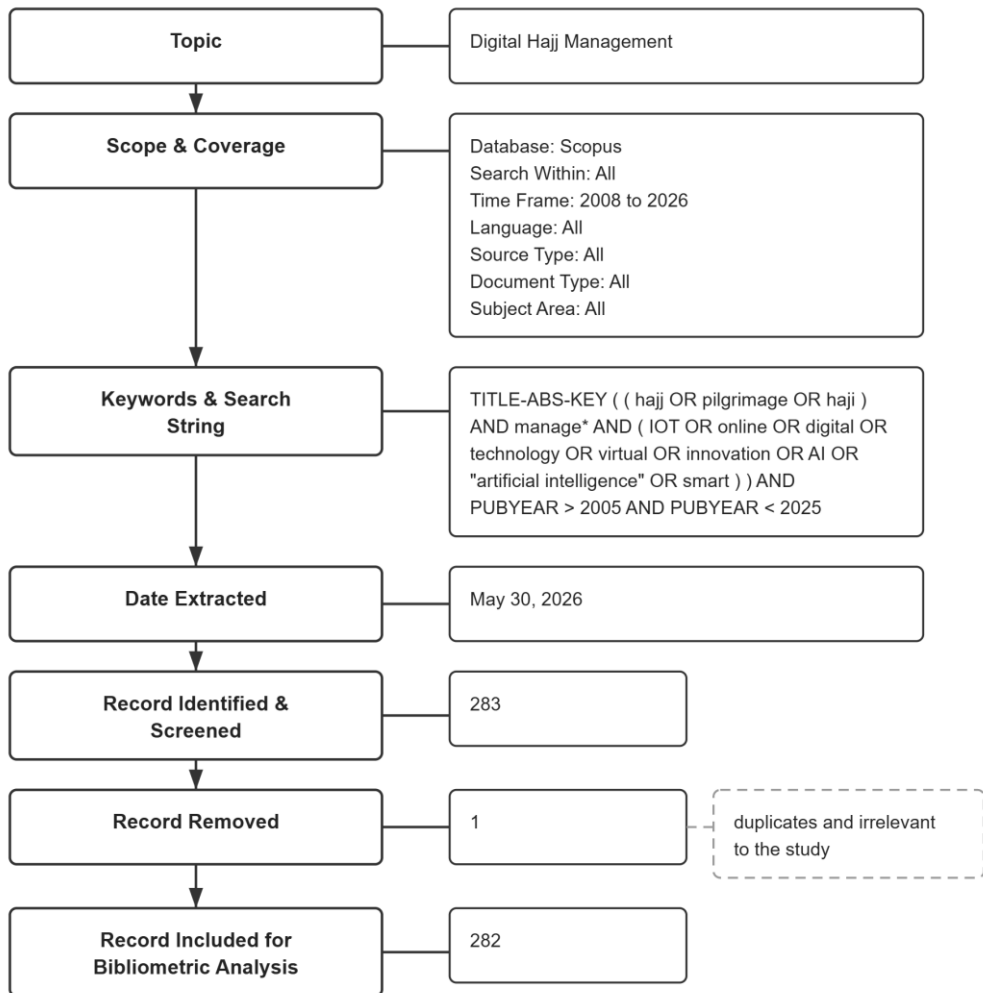 Topic
Digital Hajj Management
Scope & Coverage
Database: Scopus
Search Within: All
Time Frame: 2008 to 2026
Language: All
Source Type: All
Document Type: All
Subject Area: All
Keywords & Search
String
TITLE-ABS-KEY ( ( hajj OR pilgrimage OR haji )
AND manage* AND ( IOT OR online OR digital OR
technology OR virtual OR innovation OR AI OR
"artificial intelligence" OR smart ) ) AND
PUBYEAR > 2005 AND PUBYEAR < 2025
Date Extracted
May 30, 2026
Record Identified &
Screened
283
Record Removed
1
duplicates and irrelevant
to the study
Record Included for
Bibliometric Analysis
282